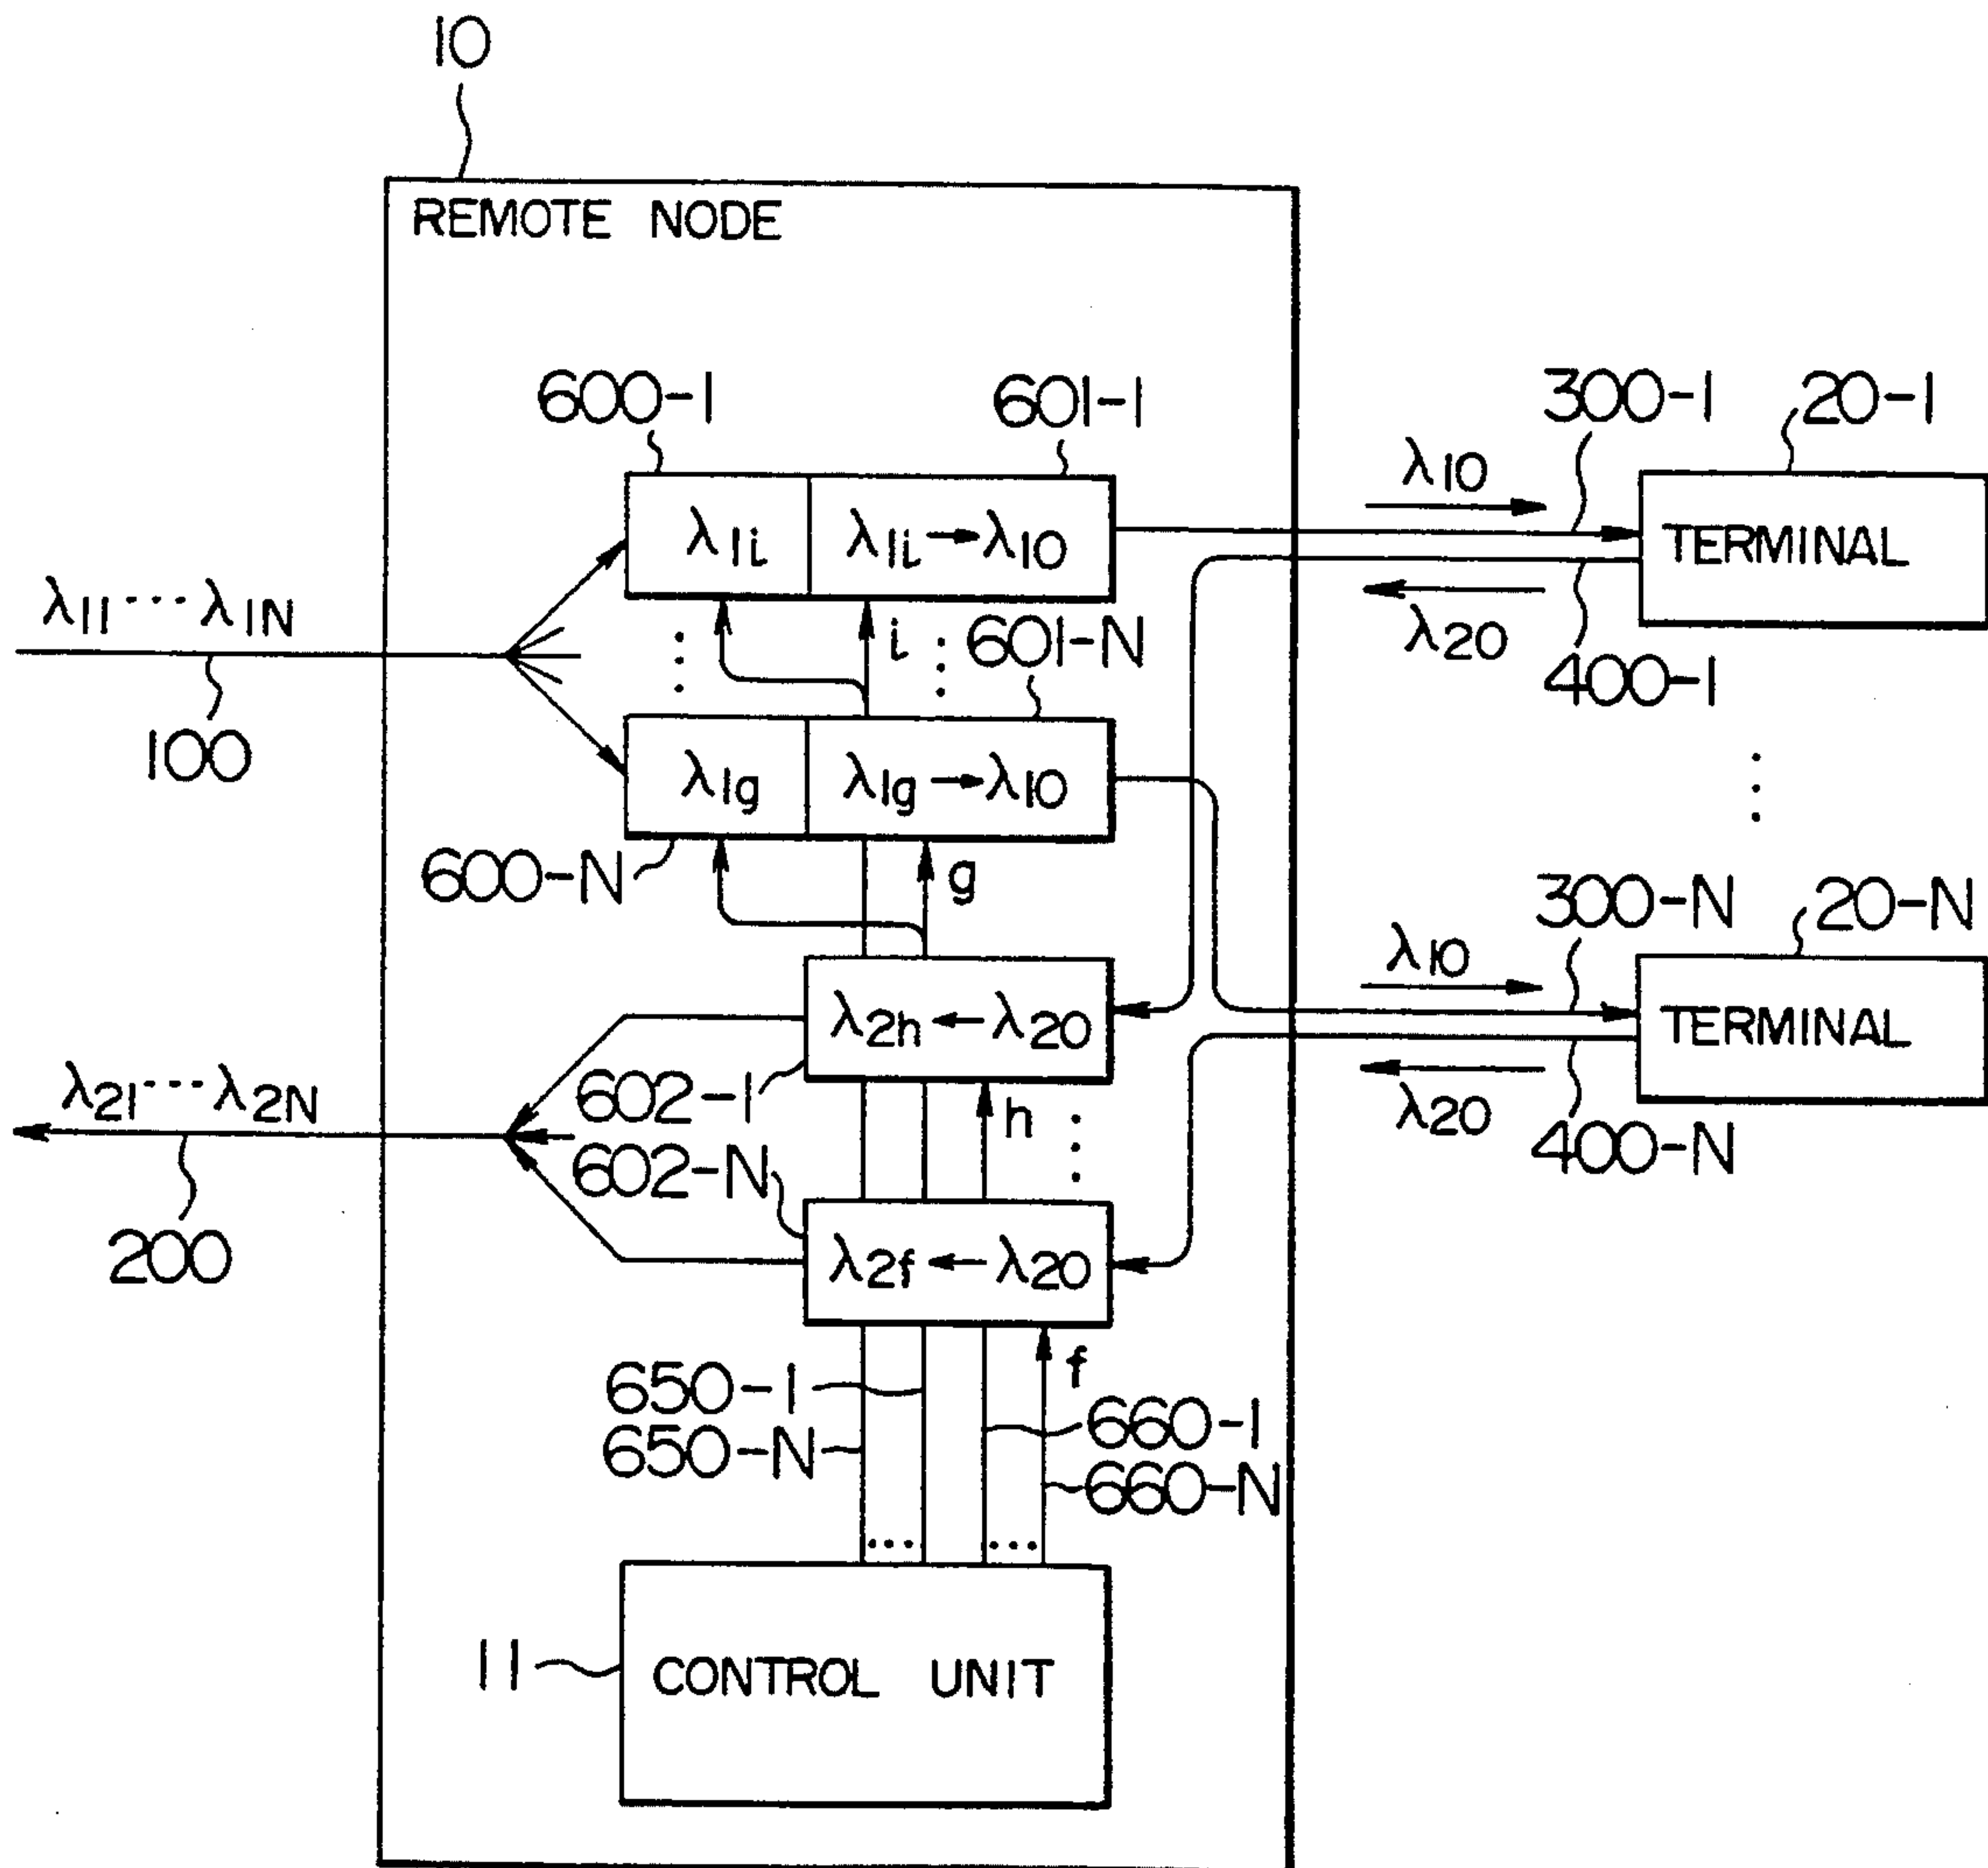 10
REMOTE NODE
600-1
601-1
300-1
20-1
λ10
λ1i
λ1i→λ10
TERMINAL
λ11···λ1N
λ20
i
601-N
400-1
100
λ1g
λ1g→λ10
600-N
g
300-N
20-N
λ10
λ2h←λ20
TERMINAL
λ21···λ2N
602-1
h
λ20
602-N
400-N
200
λ2f←λ20
f
650-1
660-1
650-N
660-N
11
CONTROL UNIT